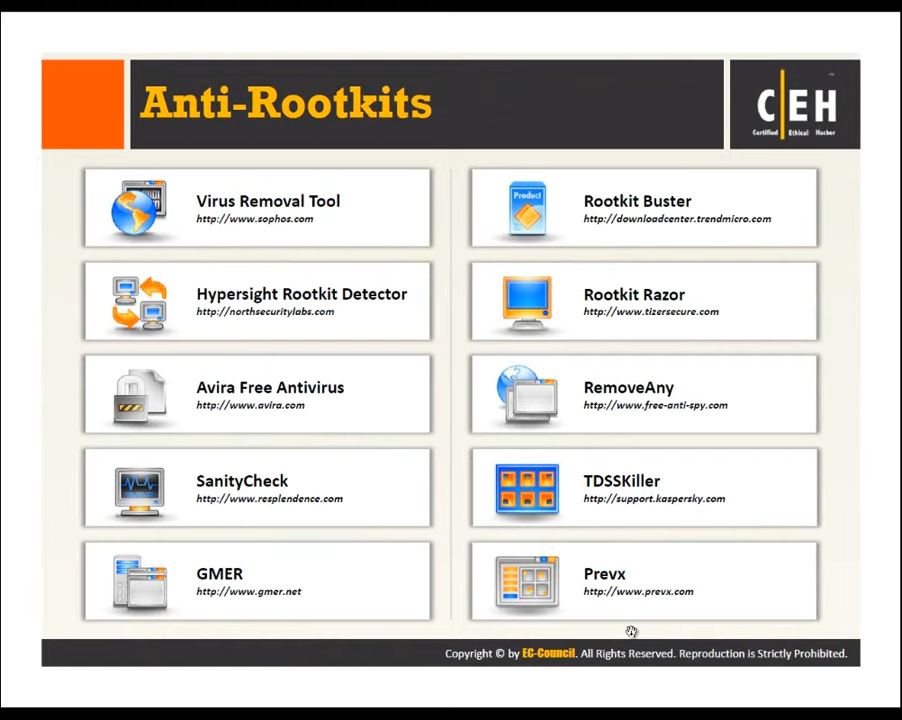 Anti-Rootkits
C|EH
Certified Ethical Hacker
Virus Removal Tool
http://www.sophos.com
Hypersight Rootkit Detector
http://northsecuritylabs.com
Avira Free Antivirus
http://www.avira.com
SanityCheck
http://www.resplendence.com
GMER
http://www.gmer.net
Rootkit Buster
http://downloadcenter.trendmicro.com
Rootkit Razor
http://www.tizersecure.com
RemoveAny
http://www.free-anti-spy.com
TDSSKiller
http://support.kaspersky.com
Prevx
http://www.prevx.com
Product
Copyright © by EC-Council. All Rights Reserved. Reproduction is Strictly Prohibited.